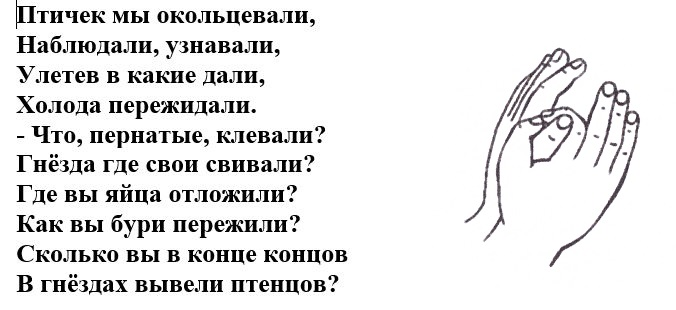 Птичек мы окольцевали,
Наблюдали, узнавали,
Улетев в какие дали,
Холода пережидали.
- Что, пернатые, клевали?
Гнёзда где свои свивали?
Где вы яйца отложили?
Как вы бури пережили?
Сколько вы в конце концов
В гнёздах вывели птенцов?